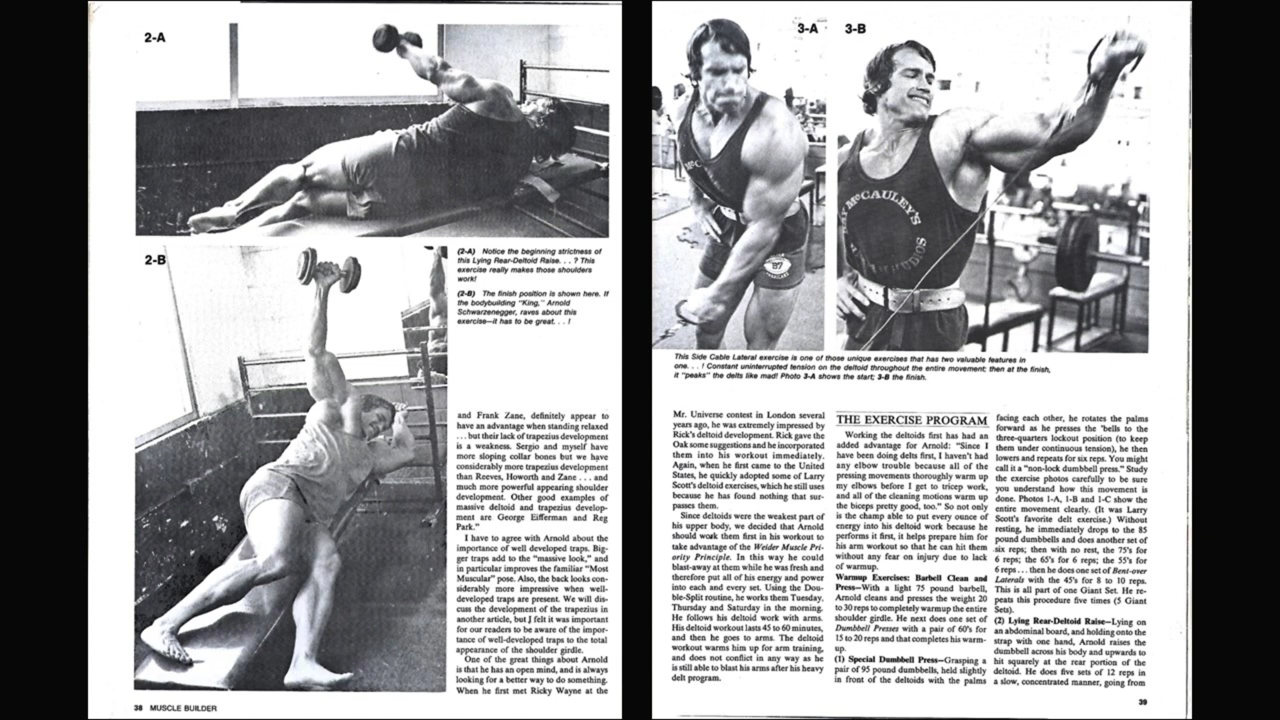 2-A
2-B
(2-A) Notice the beginning strictness of
this Lying Rear-Deltoid Raise. . . ? This
exercise really makes those shoulders
work!
(2-B) The finish position is shown here. If
the bodybuilding "King," Arnold
Schwarzenegger, raves about this
exercise—it has to be great. . . !
and Frank Zane, definitely appear to
have an advantage when standing relaxed
. . . but their lack of trapezius development
is a weakness. Sergio and myself have
more sloping collar bones but we have
considerably more trapezius development
than Reeves, Howorth and Zane . . . and
much more powerful appearing shoulder
development. Other good examples of
massive deltoid and trapezius develop-
ment are George Eifferman and Reg
Park."
I have to agree with Arnold about the
importance of well developed traps. Big-
ger traps add to the "massive look," and
in particular improves the familiar "Most
Muscular" pose. Also, the back looks con-
siderably more impressive when well-
developed traps are present. We will dis-
cuss the development of the trapezius in
another article, but I felt it was important
for our readers to be aware of the impor-
tance of well-developed traps to the total
appearance of the shoulder girdle.
One of the great things about Arnold
is that he has an open mind, and is always
looking for a better way to do something.
When he first met Ricky Wayne at the
38 MUSCLE BUILDER
3-A
3-B
RAY McCAULEY'S
87
This Side Cable Lateral exercise is one of those unique exercises that has two valuable features in
one. . . ! Constant uninterrupted tension on the deltoid throughout the entire movement; then at the finish,
it "peaks" the delts like mad! Photo 3-A shows the start; 3-B the finish.
Mr. Universe contest in London several
years ago, he was extremely impressed by
Rick's deltoid development. Rick gave the
Oak some suggestions and he incorporated
them into his workout immediately.
Again, when he first came to the United
States, he quickly adopted some of Larry
Scott's deltoid exercises, which he still uses
because he has found nothing that sur-
passes them."
Since deltoids were the weakest part of
his upper body, we decided that Arnold
should work them first in his workout to
take advantage of the Weider Muscle Pri-
ority Principle. In this way he could
blast-away at them while he was fresh and
therefore put all of his energy and power
into each and every set. Using the Dou-
ble-Split routine, he works them Tuesday,
Thursday and Saturday in the morning.
He follows his deltoid work with arms.
His deltoid workout lasts 45 to 60 minutes,
and then he goes to arms. The deltoid
workout warms him up for arm training,
and does not conflict in any way as he
is still able to blast his arms after his heavy
delt program.
THE EXERCISE PROGRAM
Working the deltoids first has had an
added advantage for Arnold: "Since I
have been doing delts first, I haven't had
any elbow trouble because all of the
pressing movements thoroughly warm up
my elbows before I get to tricep work,
and all of the cleaning motions warm up
the biceps pretty good, too." So not only
is the champ able to put every ounce of
energy into his deltoid work because he
performs it first, it helps prepare him for
his arm workout so that he can hit them
without any fear on injury due to lack
of warmup.
Warmup Exercises: Barbell Clean and
Press—With a light 75 pound barbell,
Arnold cleans and presses the weight 20
to 30 reps to completely warmup the entire
shoulder girdle. He next does one set of
Dumbbell Presses with a pair of 60's for
15 to 20 reps and that completes his warm-
up.
(1) Special Dumbbell Press—Grasping a
pair of 95 pound dumbbells, held slightly
in front of the deltoids with the palms
facing each other, he rotates the palms
forward as he presses the 'bells to the
three-quarters lockout position (to keep
them under continuous tension), he then
lowers and repeats for six reps. You might
call it a "non-lock dumbbell press." Study
the exercise photos carefully to be sure
you understand how this movement is
done. Photos 1-A, 1-B and 1-C show the
entire movement clearly. (It was Larry
Scott's favorite delt exercise.) Without
resting, he immediately drops to the 85
pound dumbbells and does another set of
six reps; then with no rest, the 75's for
6 reps; the 65's for 6 reps; the 55's for
6 reps . . . then he does one set of Bent-over
Laterals with the 45's for 8 to 10 reps.
This is all part of one Giant Set. He re-
peats this procedure five times (5 Giant
Sets).
(2) Lying Rear-Deltoid Raise—Lying on
an abdominal board, and holding onto the
strap with one hand, Arnold raises the
dumbbell across his body and upwards to
hit squarely at the rear portion of the
deltoid. He does five sets of 12 reps in
a slow, concentrated manner, going from
39